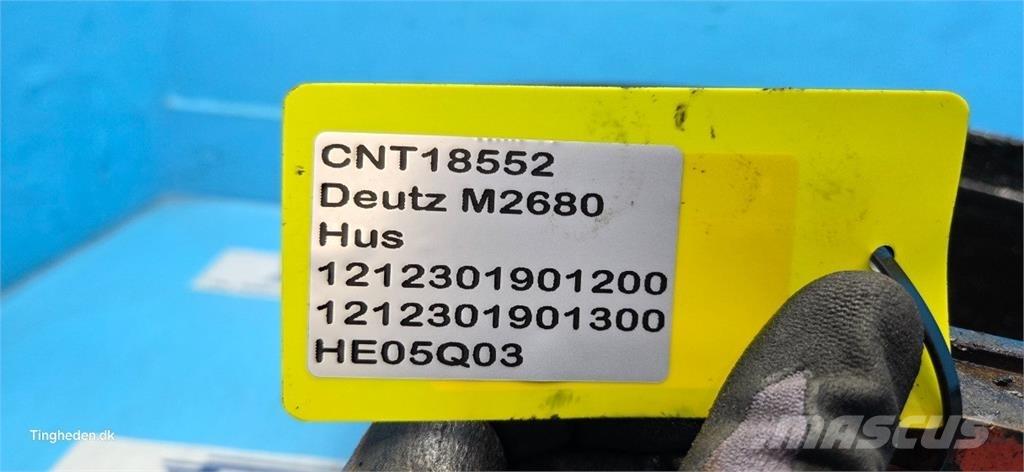 CNT18552
Deutz M2680
Hus
1212301901200
1212301901300
HE05Q03
Tingheden.dk
MASCUS